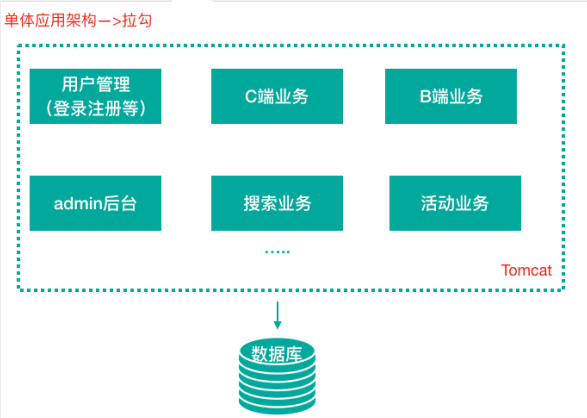 单体应用架构—>拉勾
用户管理
（登录注册等）
C端业务
B端业务
admin后台
搜索业务
活动业务
.....
Tomcat
数据库